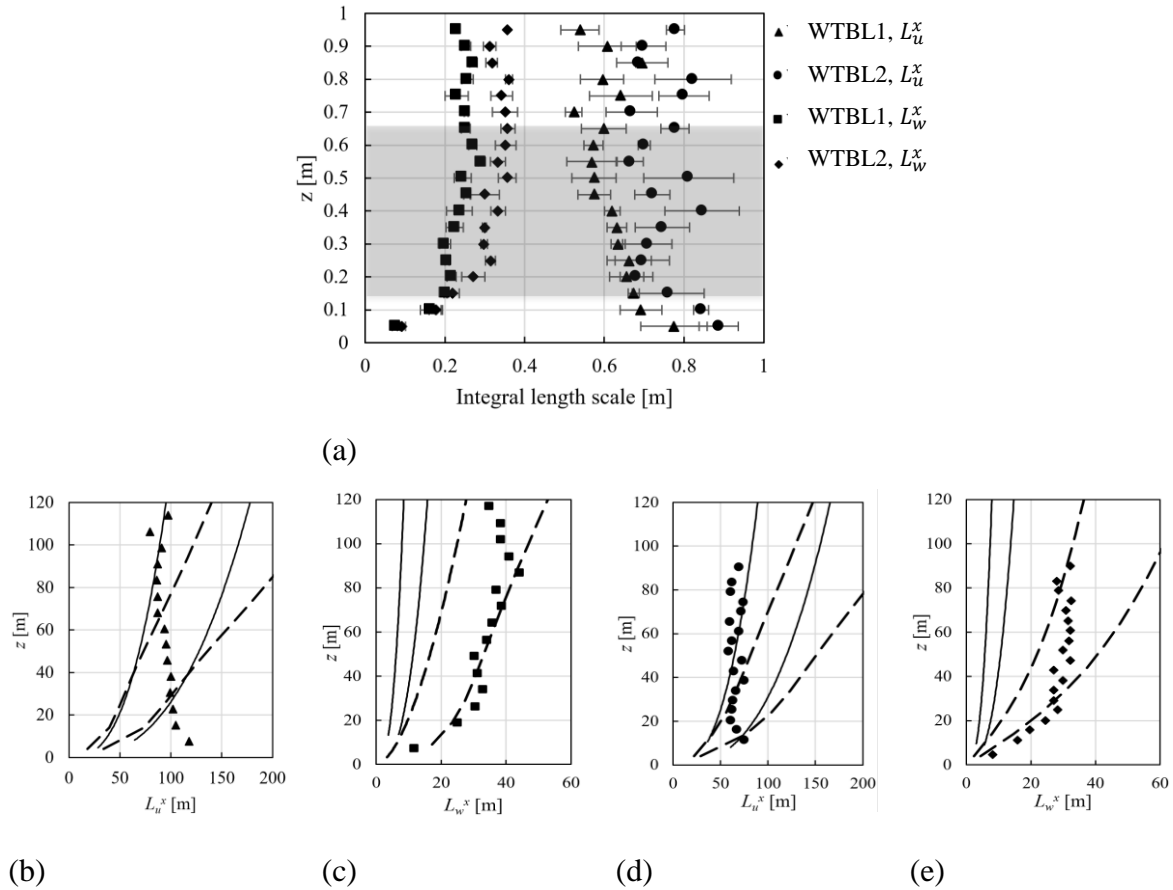 1
0.9
0.8
0.7
0.6
0.5
0.4
0.3
0.2
0.1
0
z [m]
0 0.2 0.4 0.6 0.8 1
Integral length scale [m]
WTBL1, $L_u^x$
WTBL2, $L_u^x$
WTBL1, $L_w^x$
WTBL2, $L_w^x$
(a)
120
100
80
60
40
20
0
z [m]
0 50 100 150 200
$L_u^x$ [m]
120
100
80
60
40
20
0
z [m]
0 20 40 60
$L_w^x$ [m]
120
100
80
60
40
20
0
z [m]
0 50 100 150 200
$L_u^x$ [m]
120
100
80
60
40
20
0
z [m]
0 20 40 60
$L_w^x$ [m]
(b) (c) (d) (e)